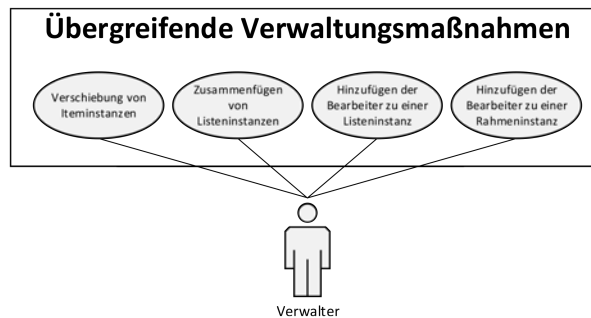 Übergreifende Verwaltungsmaßnahmen
Verschiebung von
Iteminstanzen
Zusammenfügen
von
Listeninstanzen
Hinzufügen der
Bearbeiter zu einer
Listeninstanz
Hinzufügen der
Bearbeiter zu einer
Rahmeninstanz
Verwalter